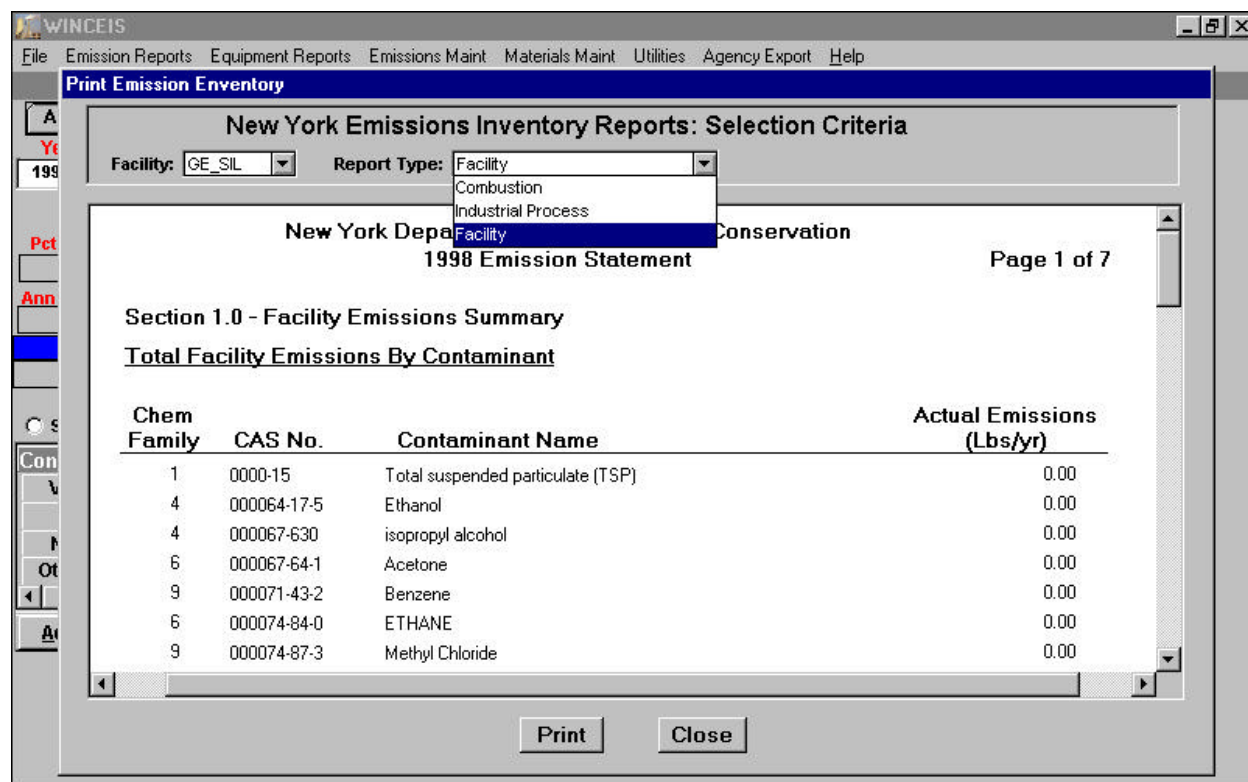 WINCEIS
File Emission Reports Equipment Reports Emissions Maint Materials Maint Utilities Agency Export Help
Print Emission Enventory
New York Emissions Inventory Reports: Selection Criteria
Facility: GE_SIL Report Type: Facility
Combustion
Industrial Process
Facility
New York Depa Conservation
1998 Emission Statement Page 1 of 7
Section 1.0 - Facility Emissions Summary
Total Facility Emissions By Contaminant
Chem Actual Emissions
Family CAS No. Contaminant Name (Lbs/yr)
1 0000-15 Total suspended particulate (TSP) 0.00
4 000064-17-5 Ethanol 0.00
4 000067-630 isopropyl alcohol 0.00
6 000067-64-1 Acetone 0.00
9 000071-43-2 Benzene 0.00
6 000074-84-0 ETHANE 0.00
9 000074-87-3 Methyl Chloride 0.00
Print Close
A
Ye
199
Pct
Ann
S
Con
N
Ot